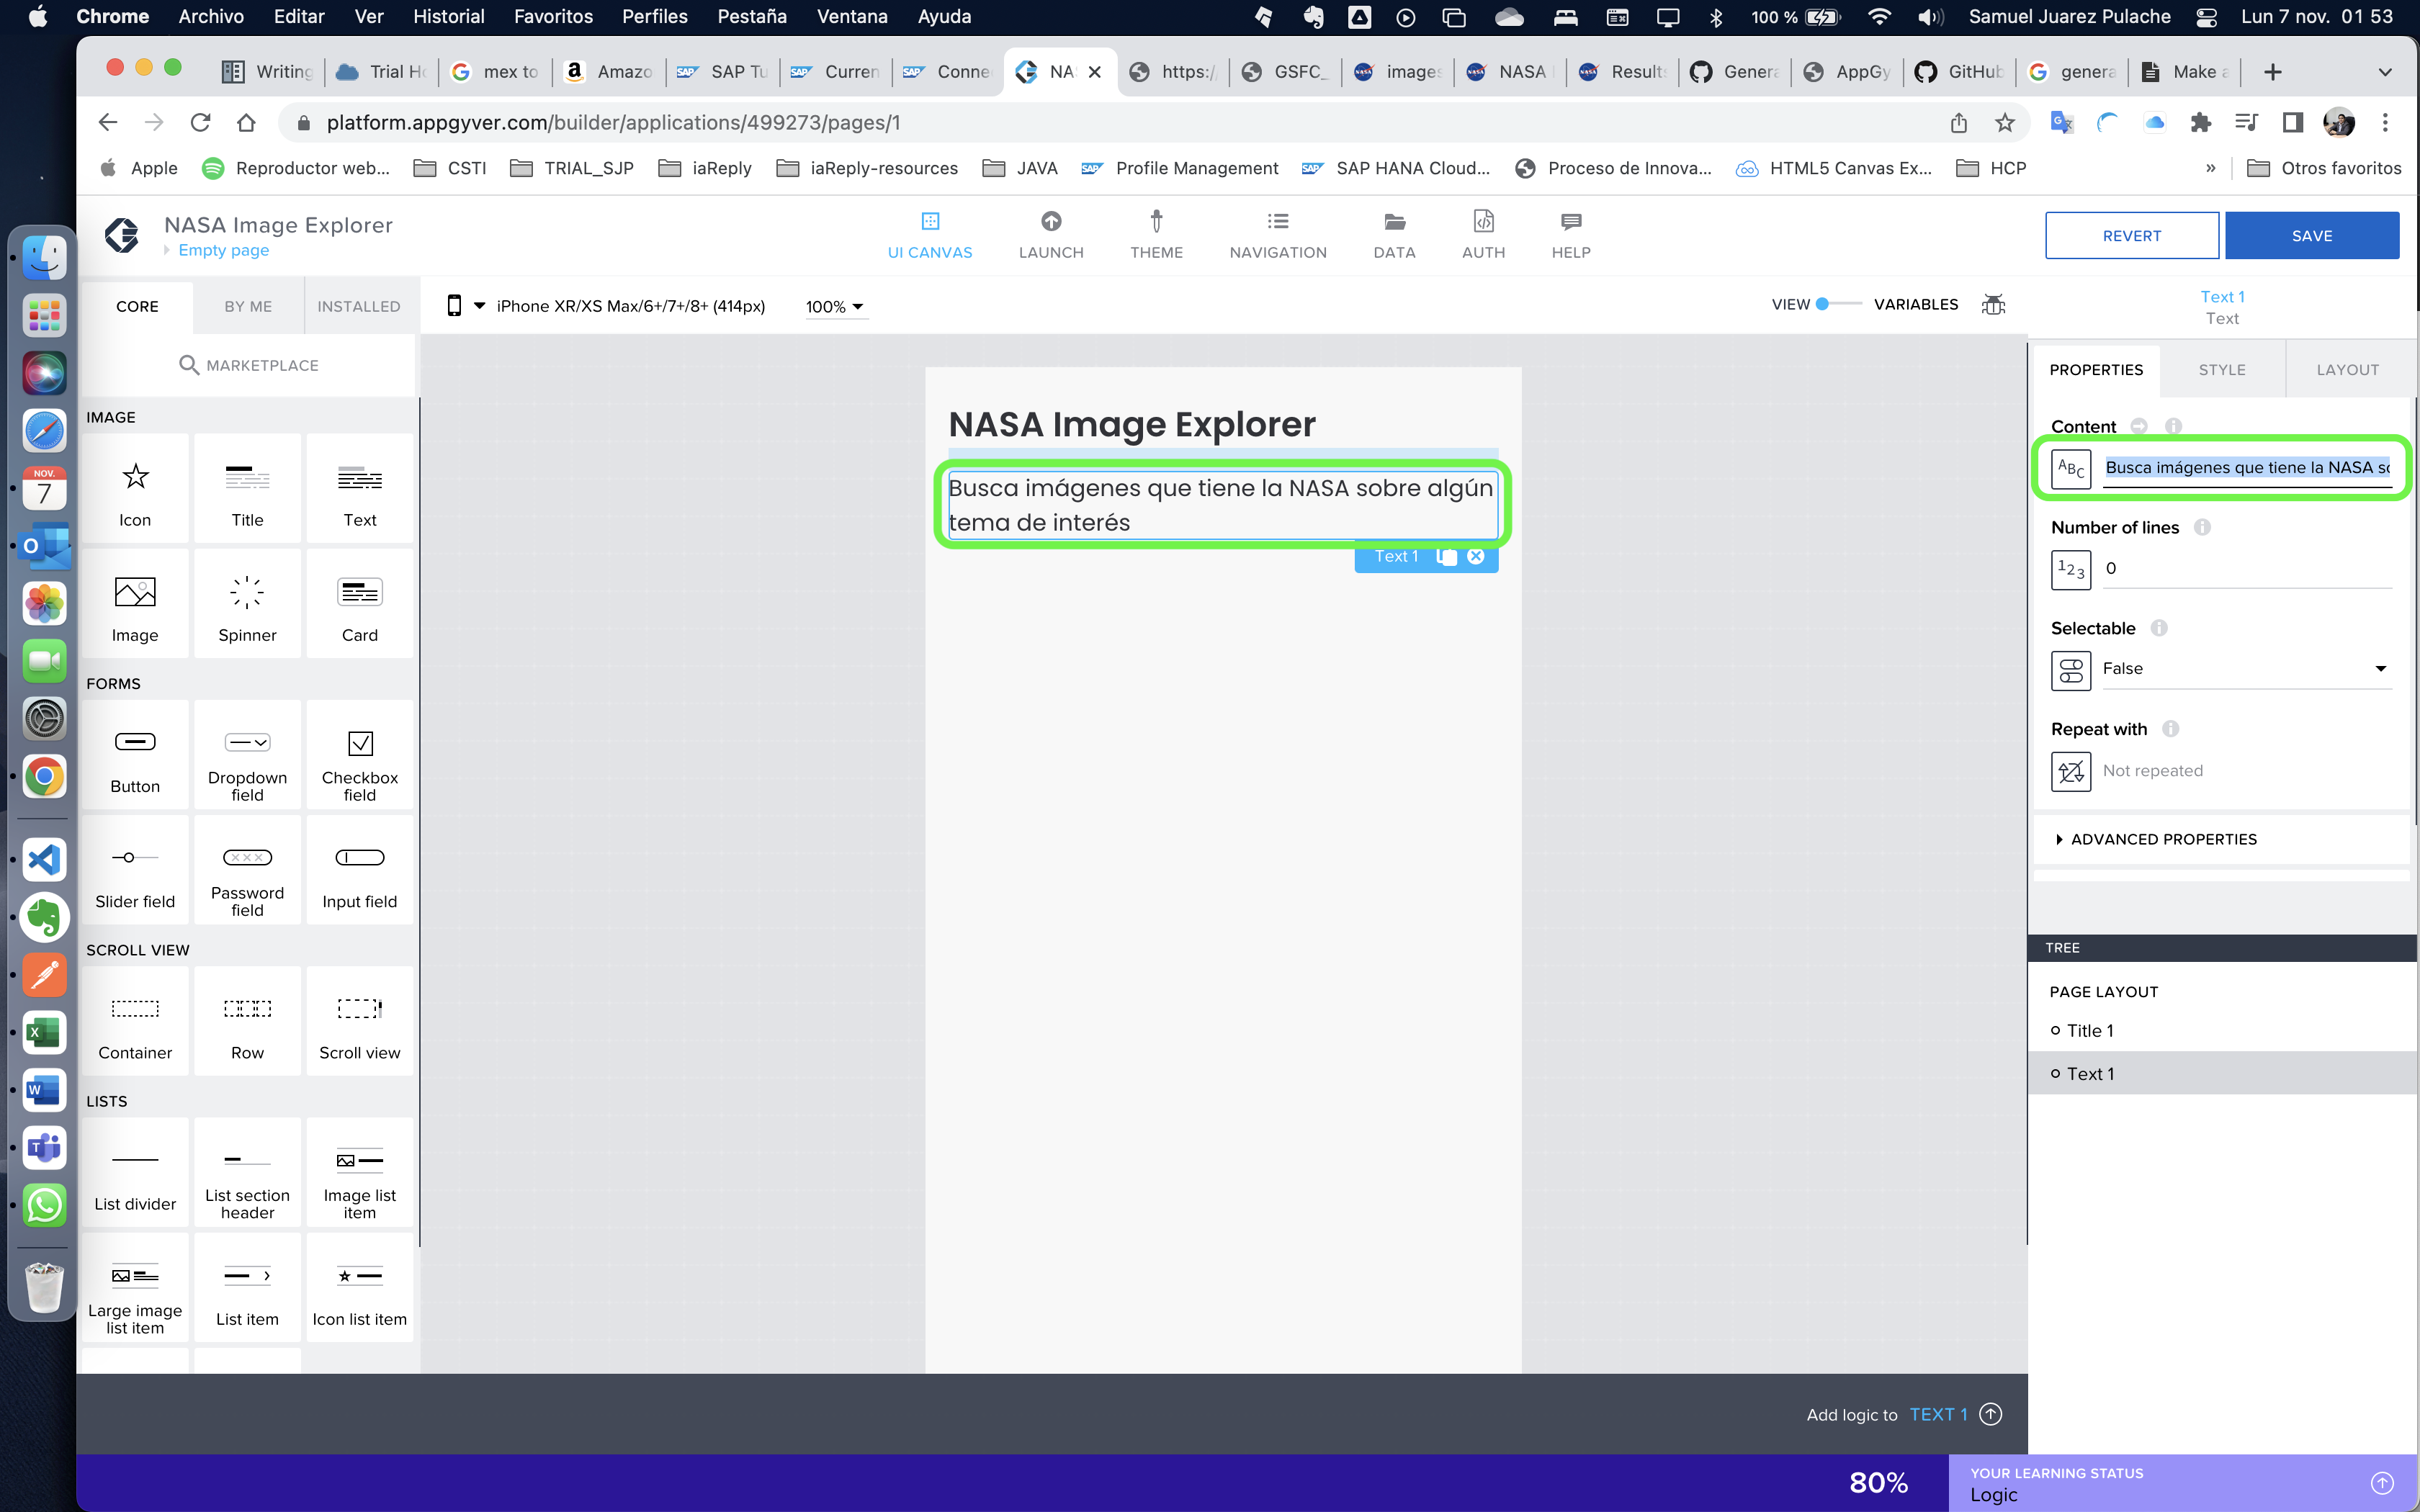 Chrome Archivo Editar Ver Historial Favoritos Perfiles Pestaña Ventana Ayuda 100 % Samuel Juarez Pulache Lun 7 nov. 01 53
Writing Trial mex to Amazo SAP Tu Curren Conne NA https:/ GSFC_ images NASA Results Genera AppGy GitHub genera Make a
platform.appgyver.com/builder/applications/499273/pages/1
Apple Reproductor web... CSTI TRIAL_SJP iaReply iaReply-resources JAVA Profile Management SAP HANA Cloud... Proceso de Innova... HTML5 Canvas Ex... HCP » Otros favoritos
NASA Image Explorer
Empty page
UI CANVAS LAUNCH THEME NAVIGATION DATA AUTH HELP
REVERT SAVE
CORE BY ME INSTALLED
iPhone XR/XS Max/6+/7+/8+ (414px) 100%
VIEW VARIABLES
Text 1
Text
MARKETPLACE
PROPERTIES STYLE LAYOUT
IMAGE
Icon Title Text
Image Spinner Card
FORMS
Button Dropdown field Checkbox field
Slider field Password field Input field
SCROLL VIEW
Container Row Scroll view
LISTS
List divider List section header Image list item
Large image list item List item Icon list item
NASA Image Explorer
Busca imágenes que tiene la NASA sobre algún
tema de interés
Text 1
Content
ABC Busca imágenes que tiene la NASA so
Number of lines
123 0
Selectable
False
Repeat with
Not repeated
ADVANCED PROPERTIES
TREE
PAGE LAYOUT
Title 1
Text 1
Add logic to TEXT 1
80%
YOUR LEARNING STATUS
Logic
NOV.
7